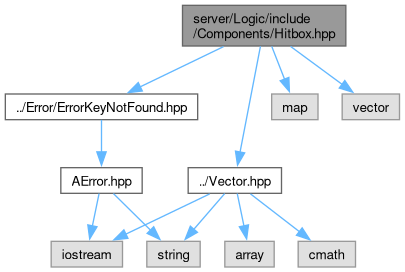 server/Logic/include
/Components/Hitbox.hpp
../Error/ErrorKeyNotFound.hpp
map
vector
AError.hpp
../Vector.hpp
iostream
string
array
cmath